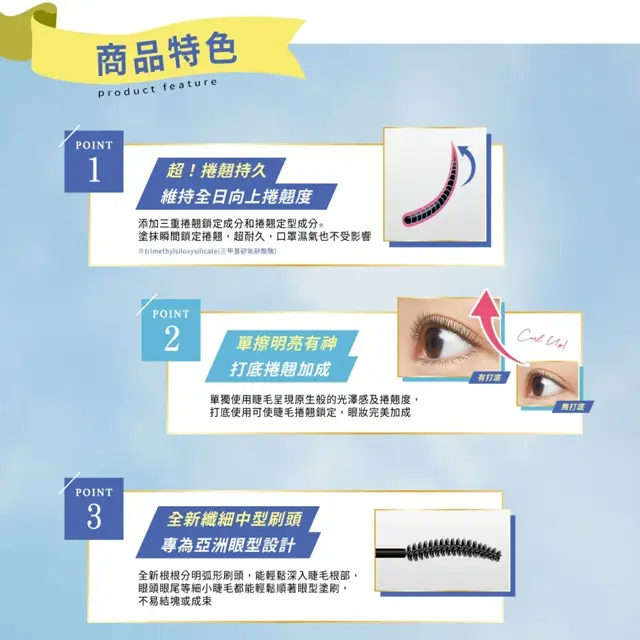 商品特色
product feature
POINT
1
超！捲翹持久
維持全日向上捲翹度
添加三重捲翹鎖定成分和捲翹定型成分※
塗抹瞬間鎖定捲翹，超耐久，口罩濕氣也不受影響
※trimethylsiloxysilicate(三甲基矽氧矽酸酯)
POINT
2
單擦明亮有神
打底捲翹加成
單獨使用睫毛呈現原生般的光澤感及捲翹度，
打底使用可使睫毛捲翹鎖定，眼妝完美加成
有打底
Curl Up!
無打底
POINT
3
全新纖細中型刷頭
專為亞洲眼型設計
全新根根分明弧形刷頭，能輕鬆深入睫毛根部，
眼頭眼尾等細小睫毛都能輕鬆順著眼型塗刷，
不易結塊或成束